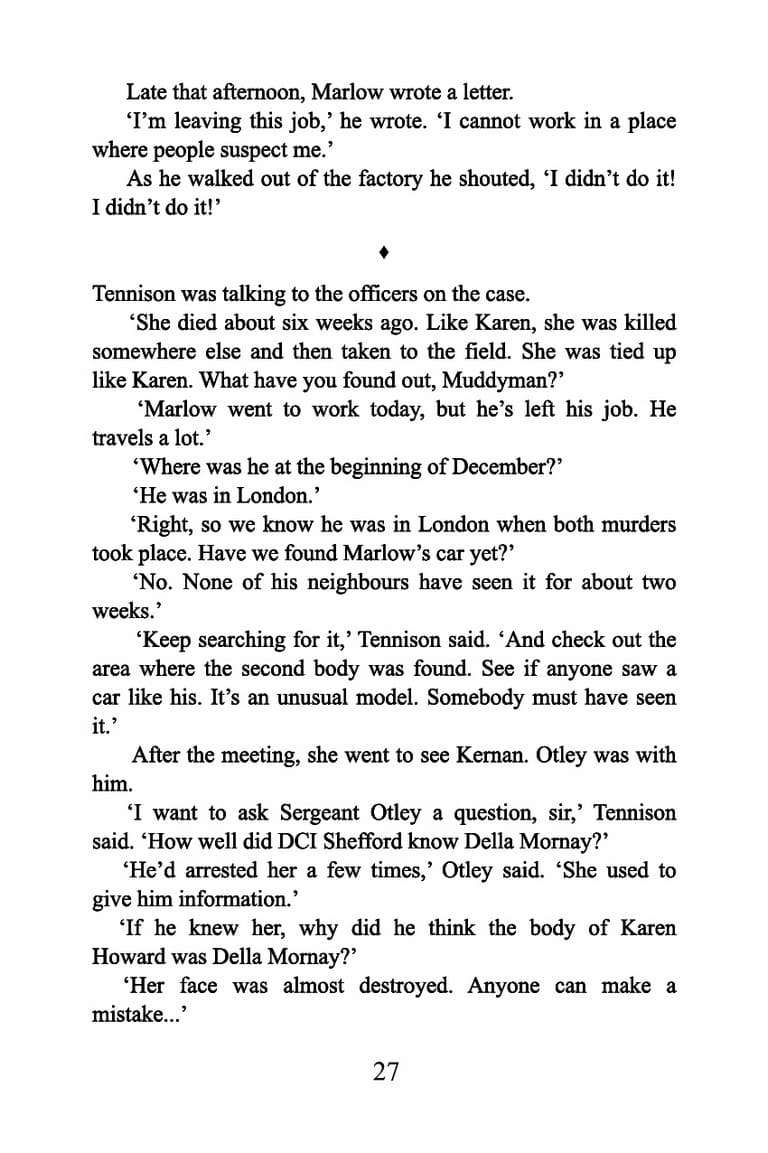 Late that afternoon, Marlow wrote a letter.
‘I’m leaving this job,’ he wrote. ‘I cannot work in a place
where people suspect me.’
As he walked out of the factory he shouted, ‘I didn’t do it!
I didn’t do it!’
♦
Tennison was talking to the officers on the case.
‘She died about six weeks ago. Like Karen, she was killed
somewhere else and then taken to the field. She was tied up
like Karen. What have you found out, Muddyman?’
‘Marlow went to work today, but he’s left his job. He
travels a lot.’
‘Where was he at the beginning of December?’
‘He was in London.’
‘Right, so we know he was in London when both murders
took place. Have we found Marlow’s car yet?’
‘No. None of his neighbours have seen it for about two
weeks.’
‘Keep searching for it,’ Tennison said. ‘And check out the
area where the second body was found. See if anyone saw a
car like his. It’s an unusual model. Somebody must have seen
it.’
After the meeting, she went to see Kernan. Otley was with
him.
‘I want to ask Sergeant Otley a question, sir,’ Tennison
said. ‘How well did DCI Shefford know Della Mornay?’
‘He’d arrested her a few times,’ Otley said. ‘She used to
give him information.’
‘If he knew her, why did he think the body of Karen
Howard was Della Mornay?’
‘Her face was almost destroyed. Anyone can make a
mistake...’
27